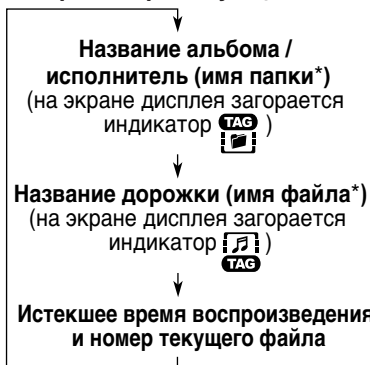 Название альбома /
исполнитель (имя папки*)
(на экране дисплея загорается
индикатор TAG )
Название дорожки (имя файла*)
(на экране дисплея загорается
индикатор )
TAG
Истекшее время воспроизведения
и номер текущего файла